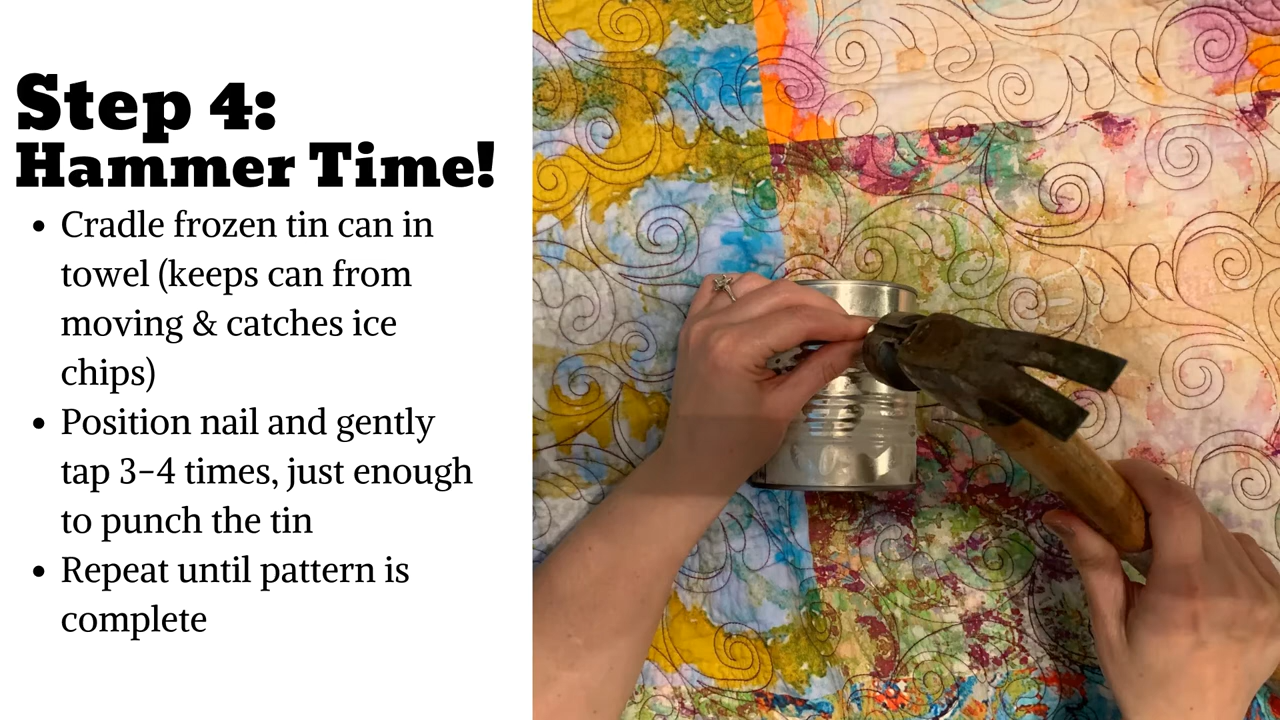 Step 4:
Hammer Time!
• Cradle frozen tin can in
towel (keeps can from
moving & catches ice
chips)
• Position nail and gently
tap 3-4 times, just enough
to punch the tin
• Repeat until pattern is
complete